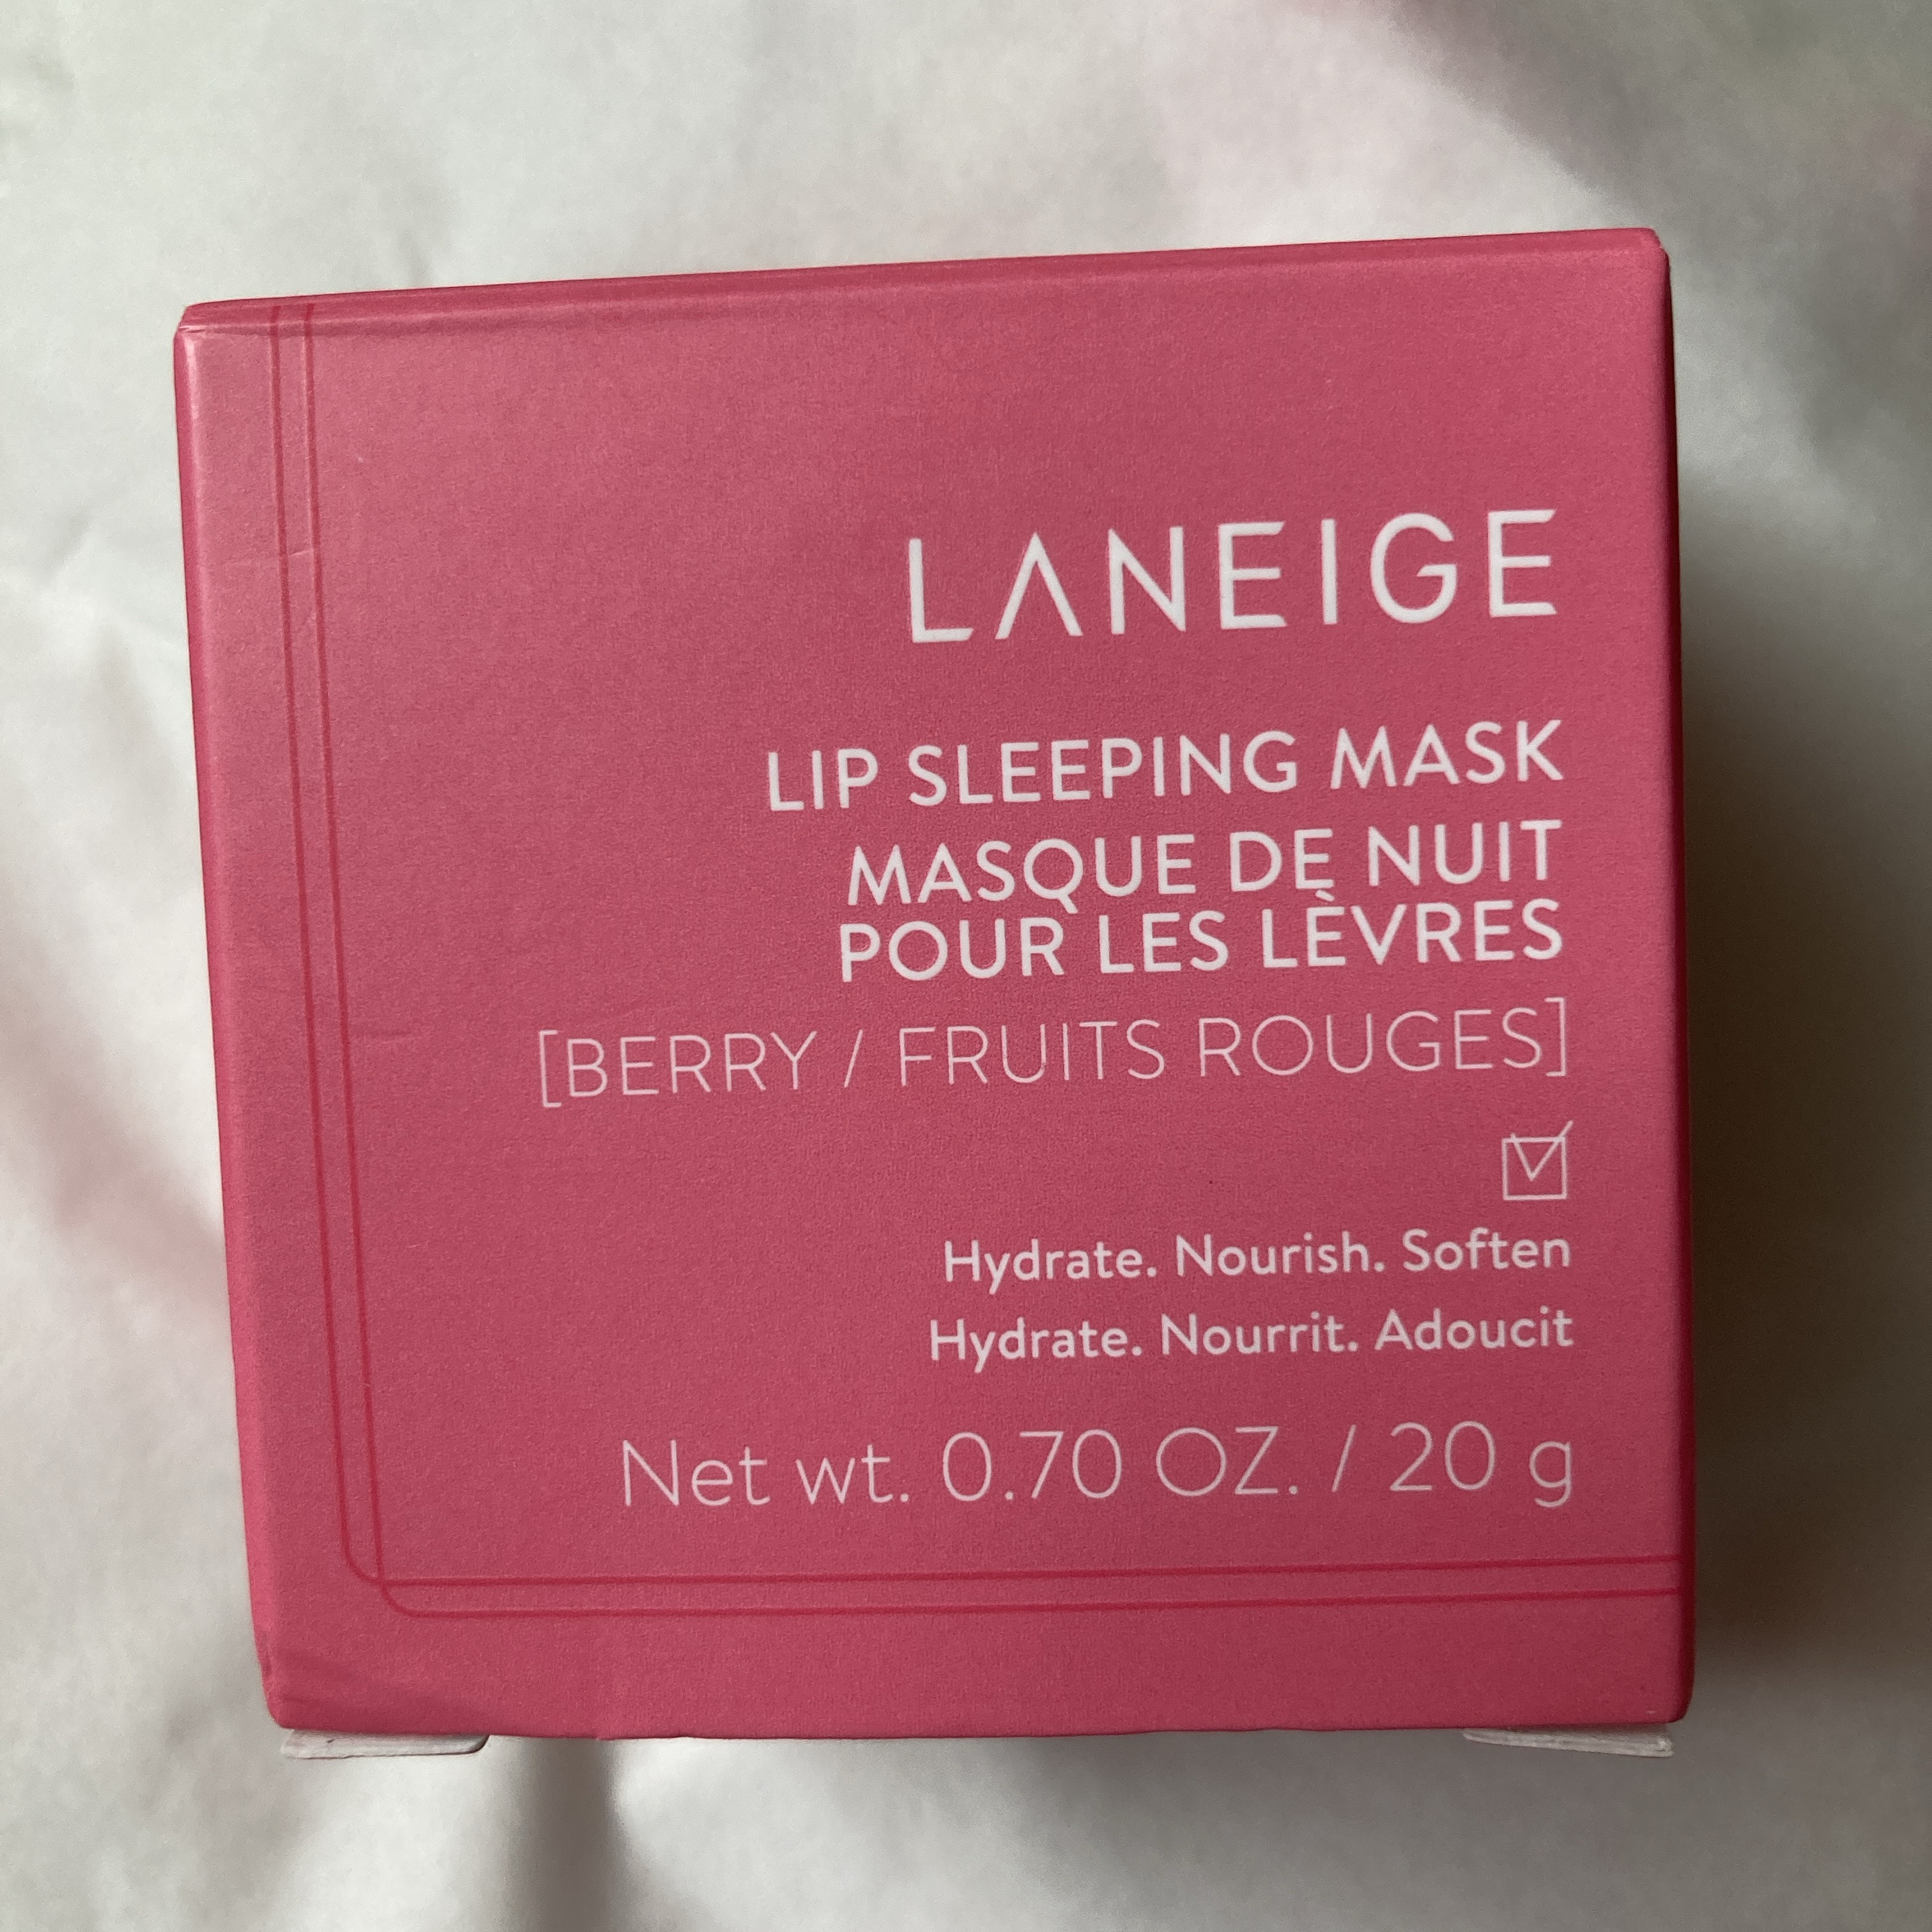 LANEIGE
LIP SLEEPING MASK
MASQUE DE NUIT
POUR LES LÈVRES
[BERRY / FRUITS ROUGES]
Hydrate. Nourish. Soften
Hydrate. Nourrit. Adoucit
Net wt. 0.70 OZ. / 20 g